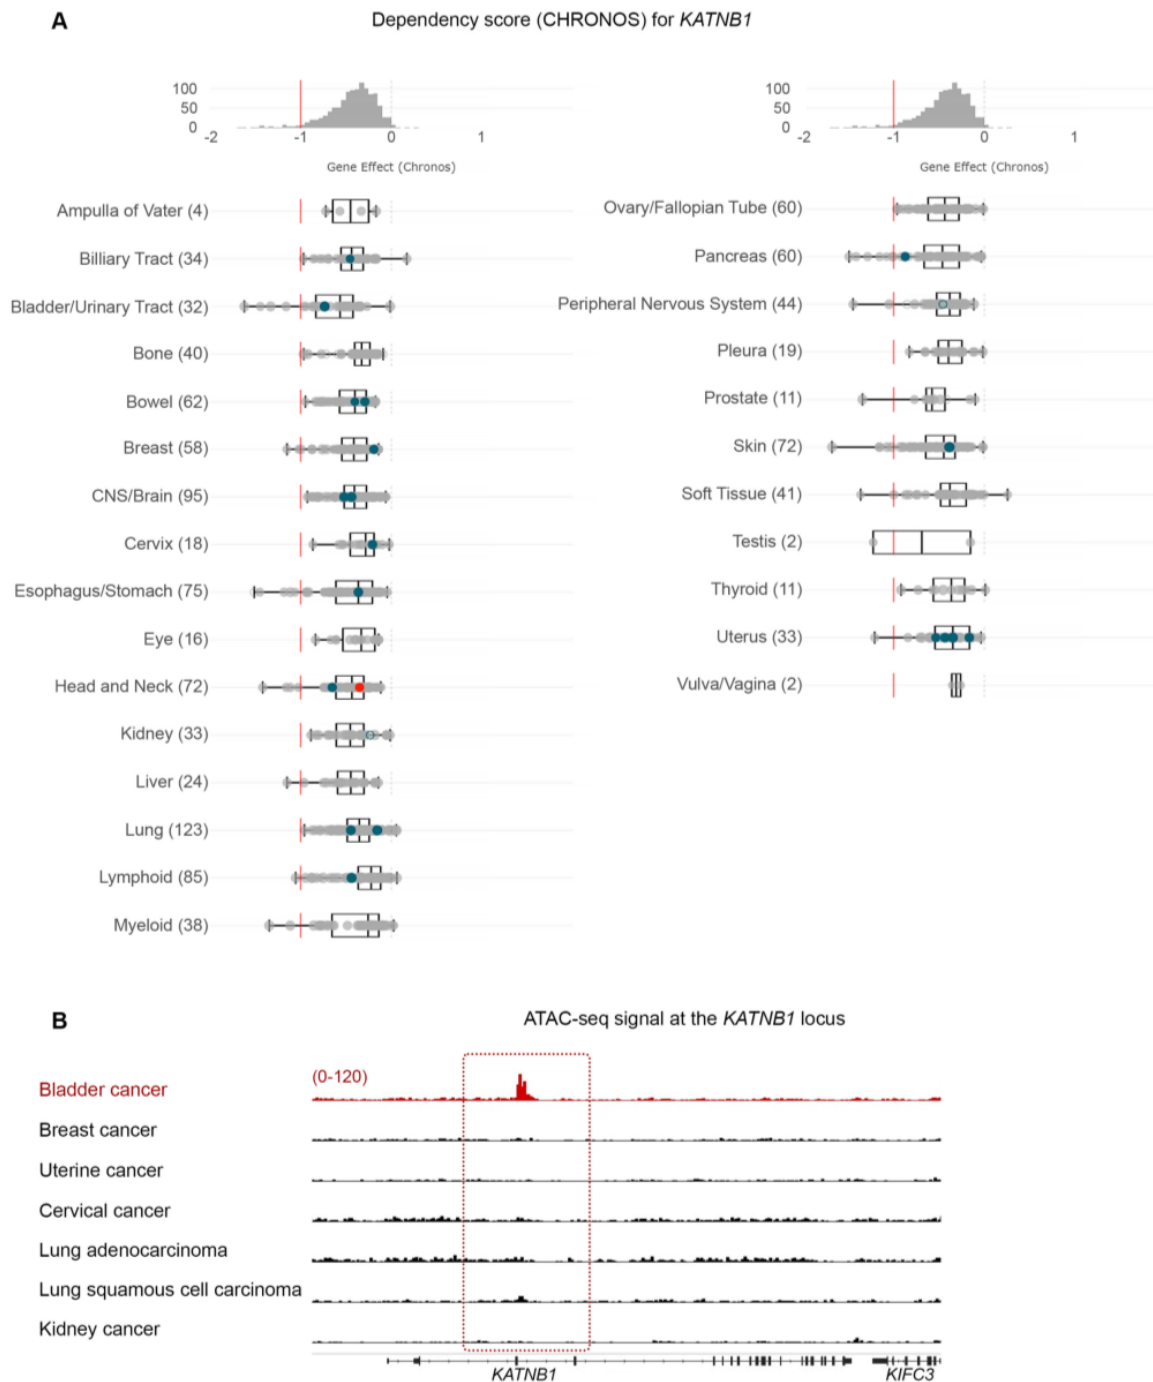 A
Dependency score (CHRONOS) for KATNB1
100
50
0
-2 -1 0 1
Gene Effect (Chronos)
Ampulla of Vater (4)
Billiary Tract (34)
Bladder/Urinary Tract (32)
Bone (40)
Bowel (62)
Breast (58)
CNS/Brain (95)
Cervix (18)
Esophagus/Stomach (75)
Eye (16)
Head and Neck (72)
Kidney (33)
Liver (24)
Lung (123)
Lymphoid (85)
Myeloid (38)
100
50
0
-2 -1 0 1
Gene Effect (Chronos)
Ovary/Fallopian Tube (60)
Pancreas (60)
Peripheral Nervous System (44)
Pleura (19)
Prostate (11)
Skin (72)
Soft Tissue (41)
Testis (2)
Thyroid (11)
Uterus (33)
Vulva/Vagina (2)
B
ATAC-seq signal at the KATNB1 locus
(0-120)
Bladder cancer
Breast cancer
Uterine cancer
Cervical cancer
Lung adenocarcinoma
Lung squamous cell carcinoma
Kidney cancer
KATNB1 KIFC3